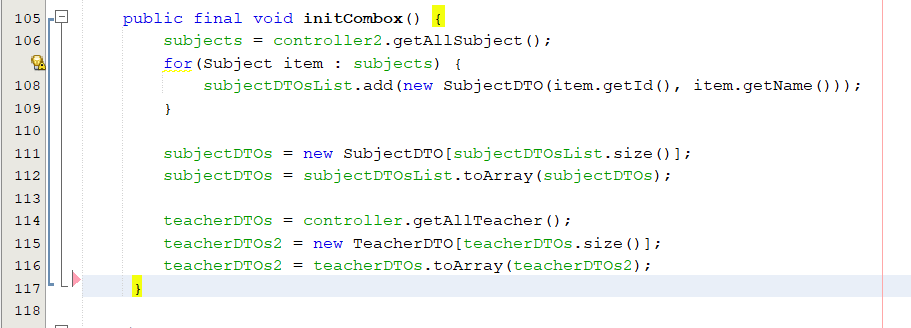 105 public final void initCombox() {
106 subjects = controller2.getAllSubject();
for(Subject item : subjects) {
108 subjectDTOsList.add(new SubjectDTO(item.getId(), item.getName()));
109 }
110
111 subjectDTOs = new SubjectDTO[subjectDTOsList.size()];
112 subjectDTOs = subjectDTOsList.toArray(subjectDTOs);
113
114 teacherDTOs = controller.getAllTeacher();
115 teacherDTOs2 = new TeacherDTO[teacherDTOs.size()];
116 teacherDTOs2 = teacherDTOs.toArray(teacherDTOs2);
117 }
118